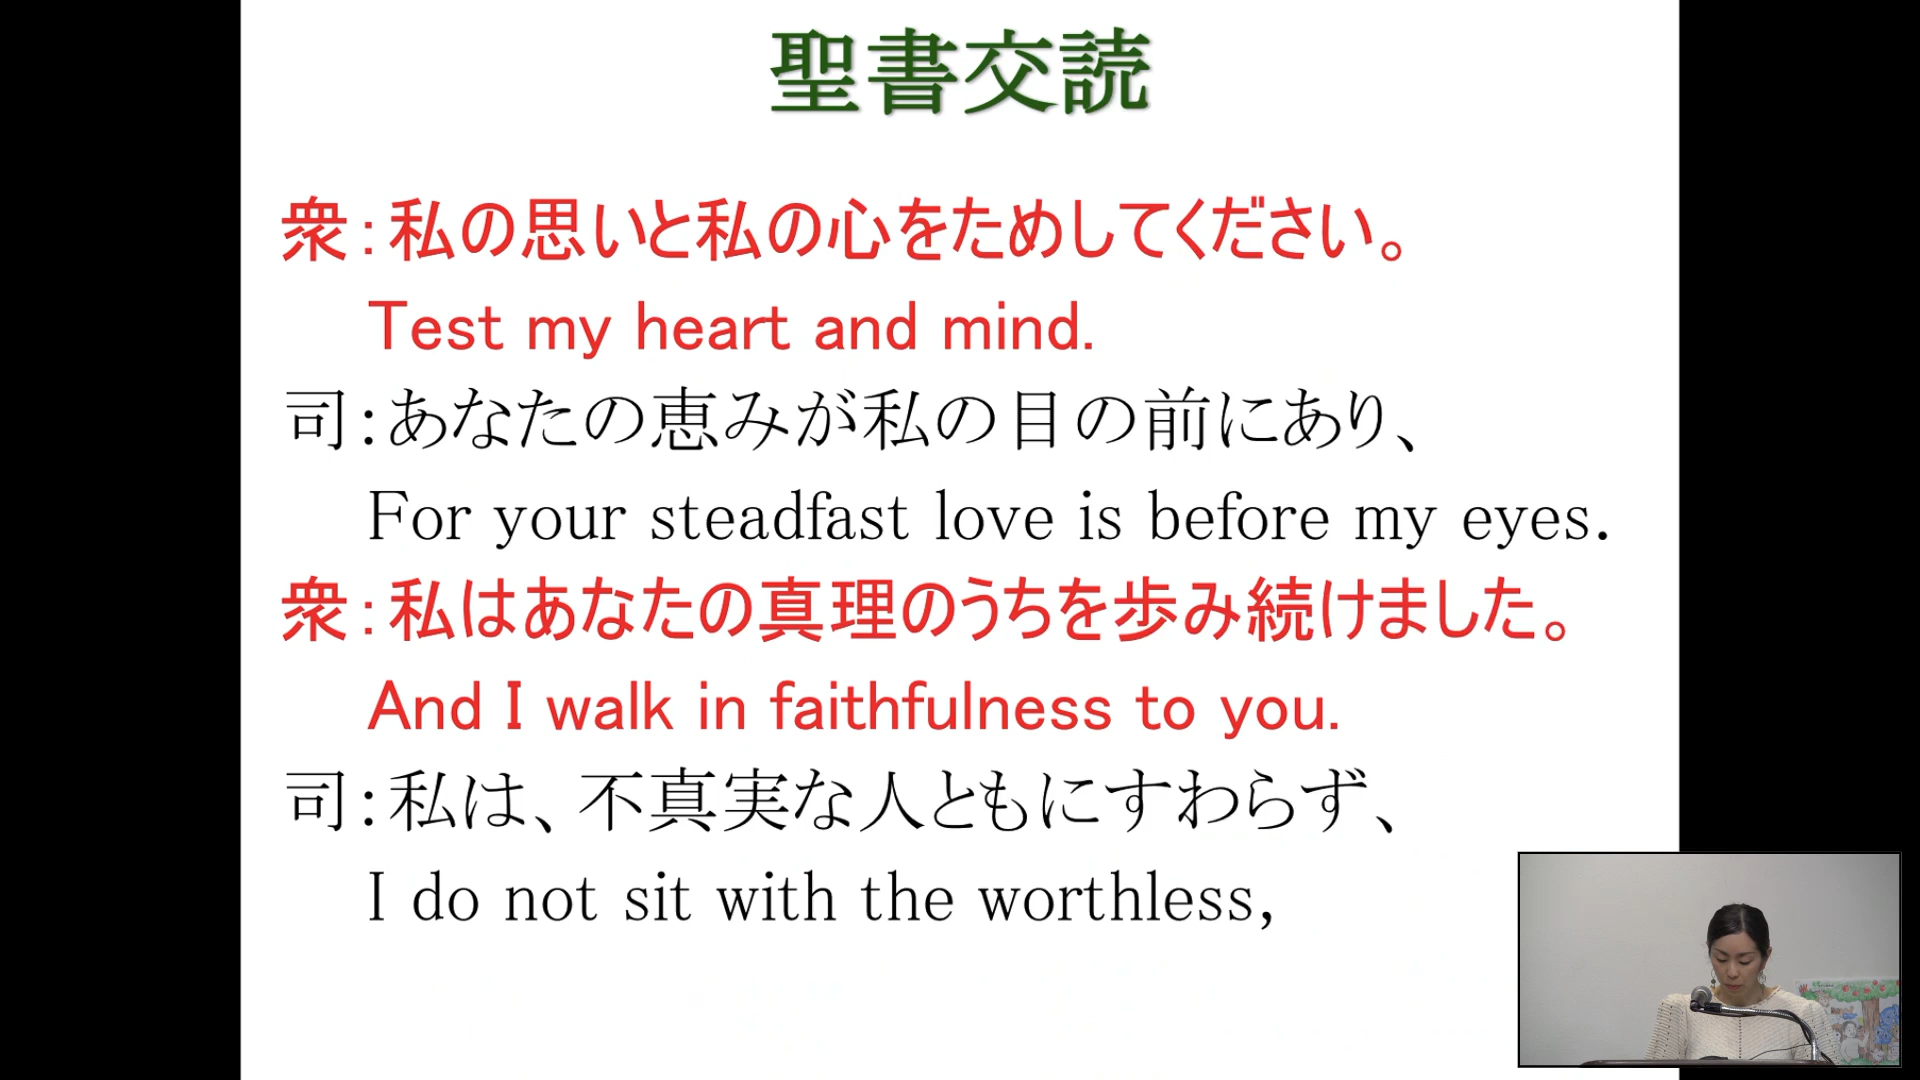 聖書交読
衆：私の思いと私の心をためしてください。
Test my heart and mind.
司：あなたの恵みが私の目の前にあり、
For your steadfast love is before my eyes.
衆：私はあなたの真理のうちを歩み続けました。
And I walk in faithfulness to you.
司：私は、不真実な人とともにすわらず、
I do not sit with the worthless,